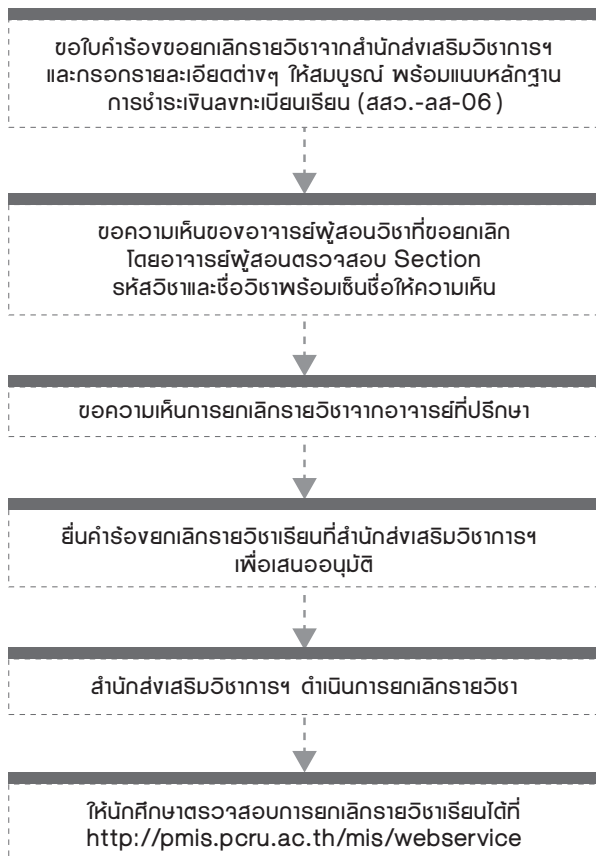 ขอใบคำร้องขอยกเลิกรายวิชาจากสำนักส่งเสริมวิชาการฯ
และกรอกรายละเอียดต่างๆ ให้สมบูรณ์ พร้อมแนบหลักฐาน
การชำระเงินลงทะเบียนเรียน (สสว.-ลส-06)
ขอความเห็นของอาจารย์ผู้สอนวิชาที่ขอยกเลิก
โดยอาจารย์ผู้สอนตรวจสอบ Section
รหัสวิชาและชื่อวิชาพร้อมเซ็นชื่อให้ความเห็น
ขอความเห็นการยกเลิกรายวิชาจากอาจารย์ที่ปรึกษา
ยื่นคำร้องยกเลิกรายวิชาเรียนที่สำนักส่งเสริมวิชาการฯ
เพื่อเสนออนุมัติ
สำนักส่งเสริมวิชาการฯ ดำเนินการยกเลิกรายวิชา
ให้นักศึกษาตรวจสอบการยกเลิกรายวิชาเรียนได้ที่
http://pmis.pcru.ac.th/mis/webservice